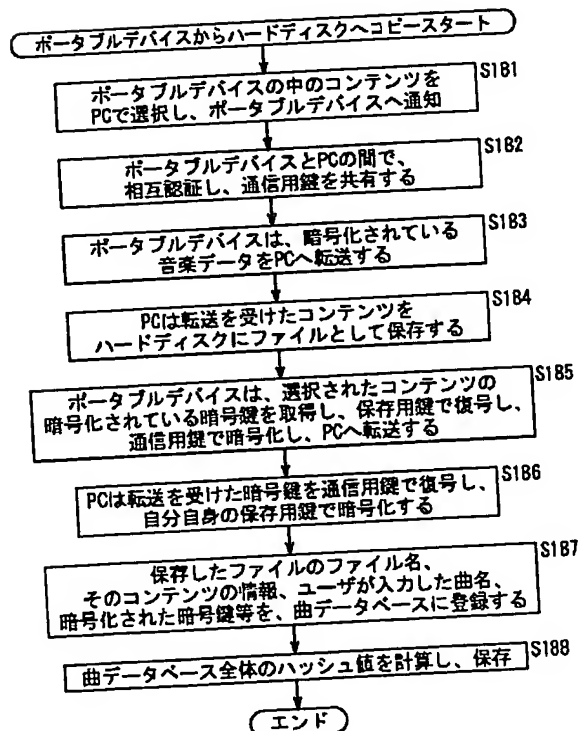 ポータブルデバイスからハードディスクへコピースタート
S181
ポータブルデバイスの中のコンテンツを
PCで選択し、ポータブルデバイスへ通知
S182
ポータブルデバイスとPCの間で、
相互認証し、通信用鍵を共有する
S183
ポータブルデバイスは、暗号化されている
音楽データをPCへ転送する
S184
PCは転送を受けたコンテンツを
ハードディスクにファイルとして保存する
S185
ポータブルデバイスは、選択されたコンテンツの
暗号化されている暗号鍵を取得し、保存用鍵で復号し、
通信用鍵で暗号化し、PCへ転送する
S186
PCは転送を受けた暗号鍵を通信用鍵で復号し、
自分自身の保存用鍵で暗号化する
S187
保存したファイルのファイル名、
そのコンテンツの情報、ユーザが入力した曲名、
暗号化された暗号鍵等を、曲データベースに登録する
S188
曲データベース全体のハッシュ値を計算し、保存
エンド